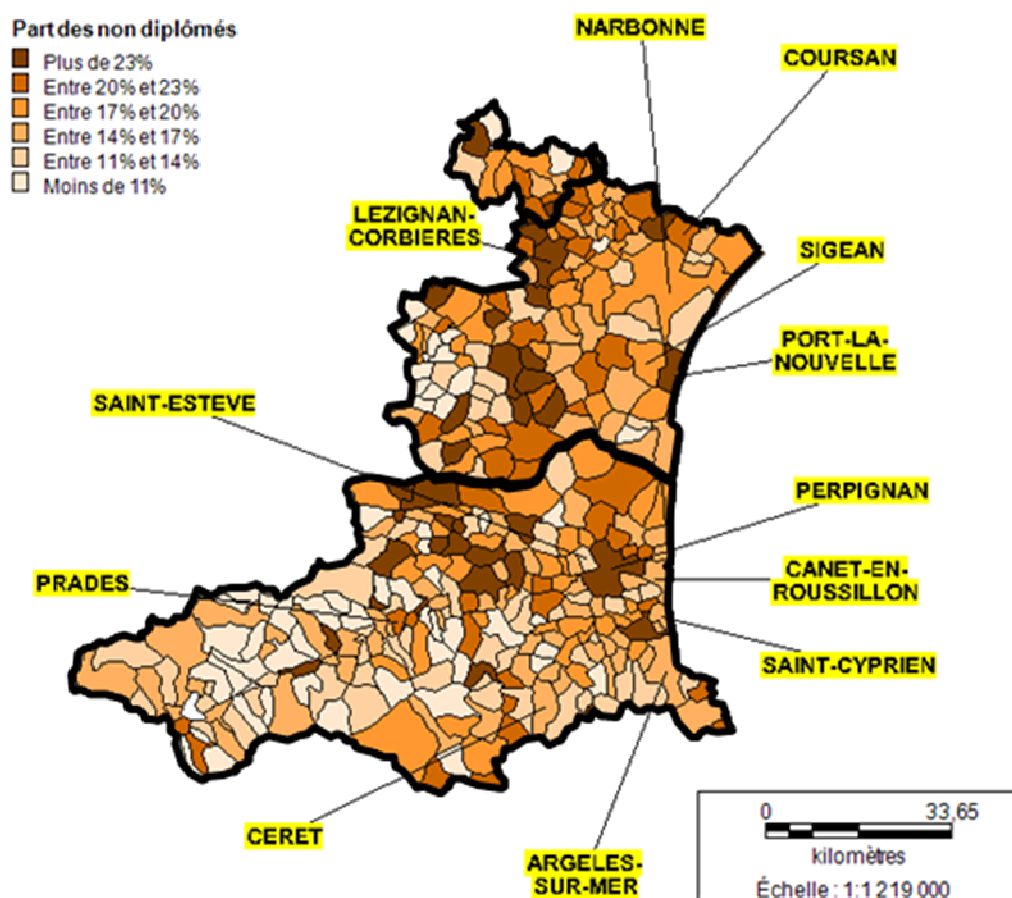 Part des non diplômés
Plus de 23%
Entre 20% et 23%
Entre 17% et 20%
Entre 14% et 17%
Entre 11% et 14%
Moins de 11%
NARBONNE
COURSAN
LEZIGNAN-
CORBIERES
SIGEAN
PORT-LA-
NOUVELLE
SAINT-ESTEVE
PERPIGNAN
PRADES
CANET-EN-
ROUSSILLON
SAINT-CYPRIEN
CERET
ARGELES-
SUR-MER
0 33,65
kilomètres
Échelle : 1:1 219 000